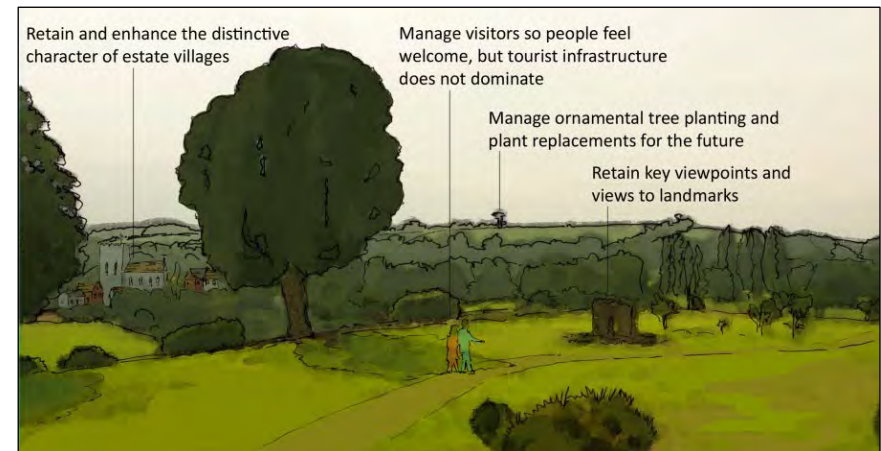 Retain and enhance the distinctive
character of estate villages
Manage visitors so people feel
welcome, but tourist infrastructure
does not dominate
Manage ornamental tree planting and
plant replacements for the future
Retain key viewpoints and
views to landmarks